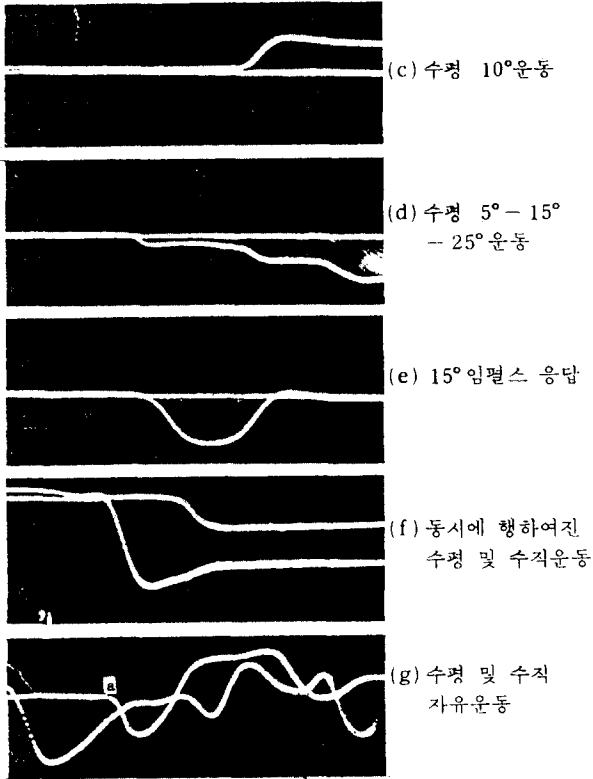 (c) 수평 10°운동
(d) 수평 5° - 15°
- 25°운동
(e) 15°임펄스 응답
(f) 동시에 행하여진
수평 및 수직운동
a
(g) 수평 및 수직
자유운동